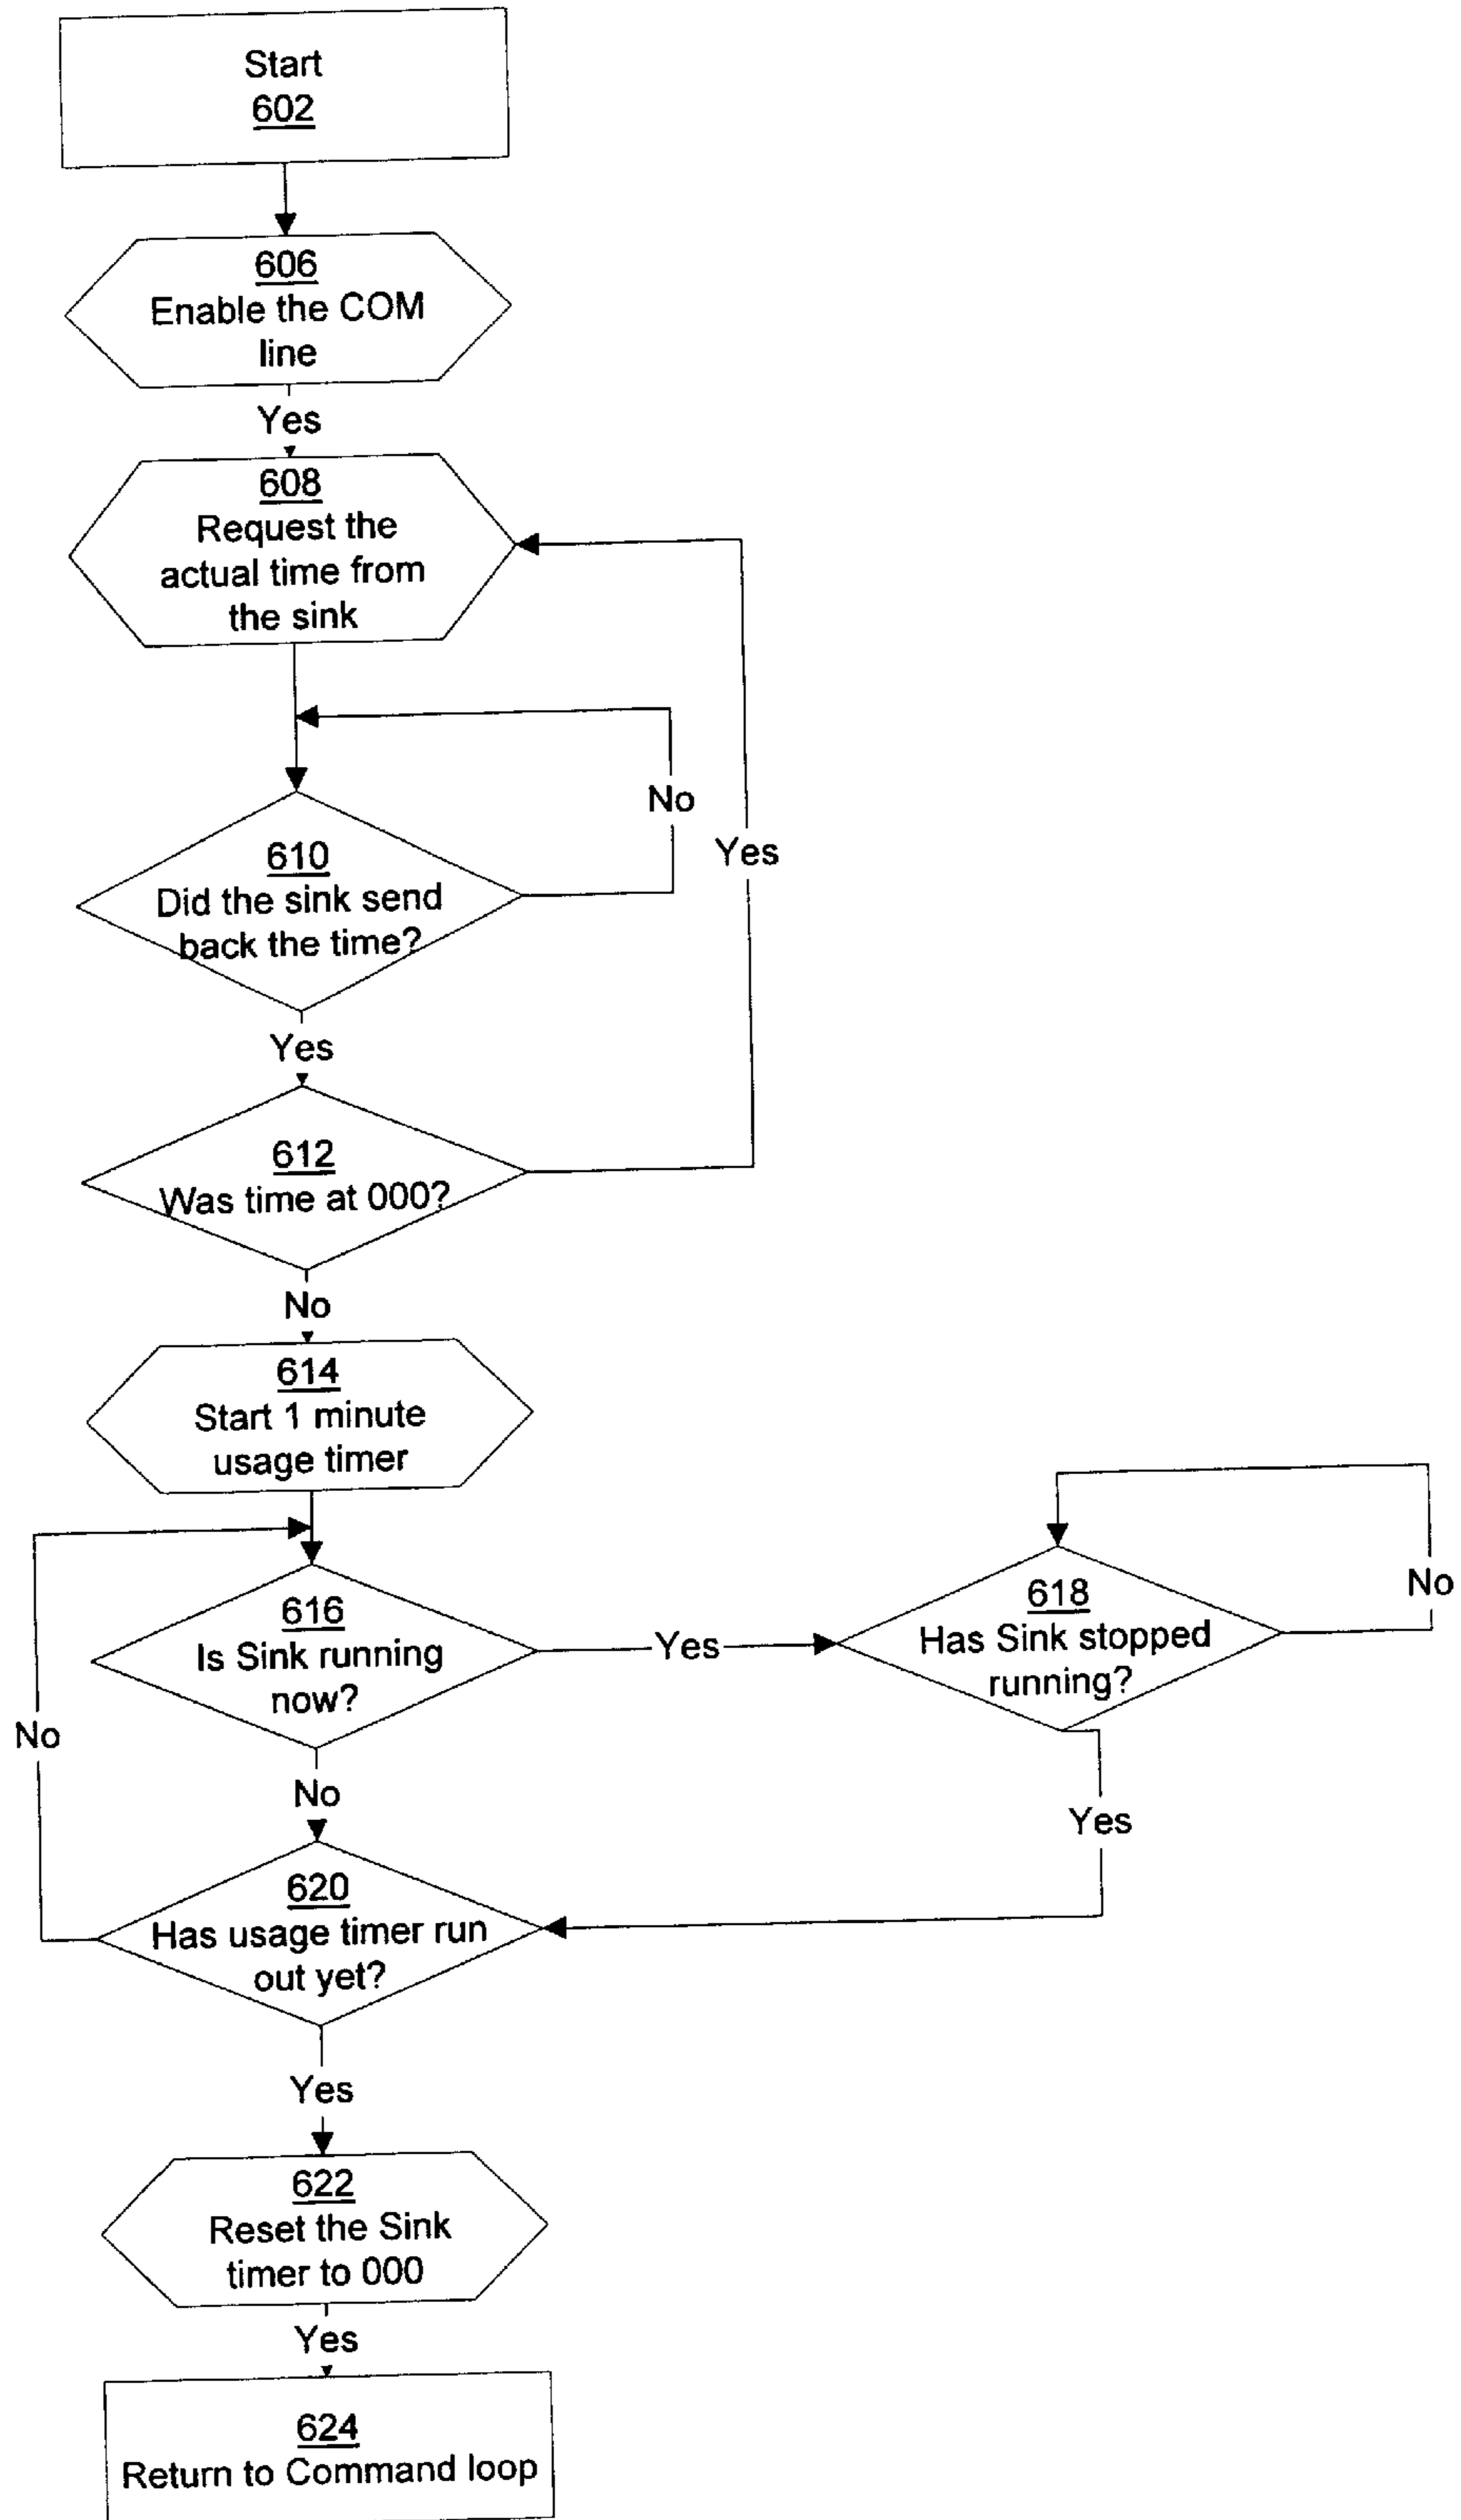 Start
602
606
Enable the COM
line
Yes
608
Request the
actual time from
the sink
No
Yes
610
Did the sink send
back the time?
Yes
612
Was time at 000?
No
614
Start 1 minute
usage timer
616
Is Sink running
now?
Yes
618
Has Sink stopped
running?
No
No
No
Yes
620
Has usage timer run
out yet?
Yes
622
Reset the Sink
timer to 000
Yes
624
Return to Command loop